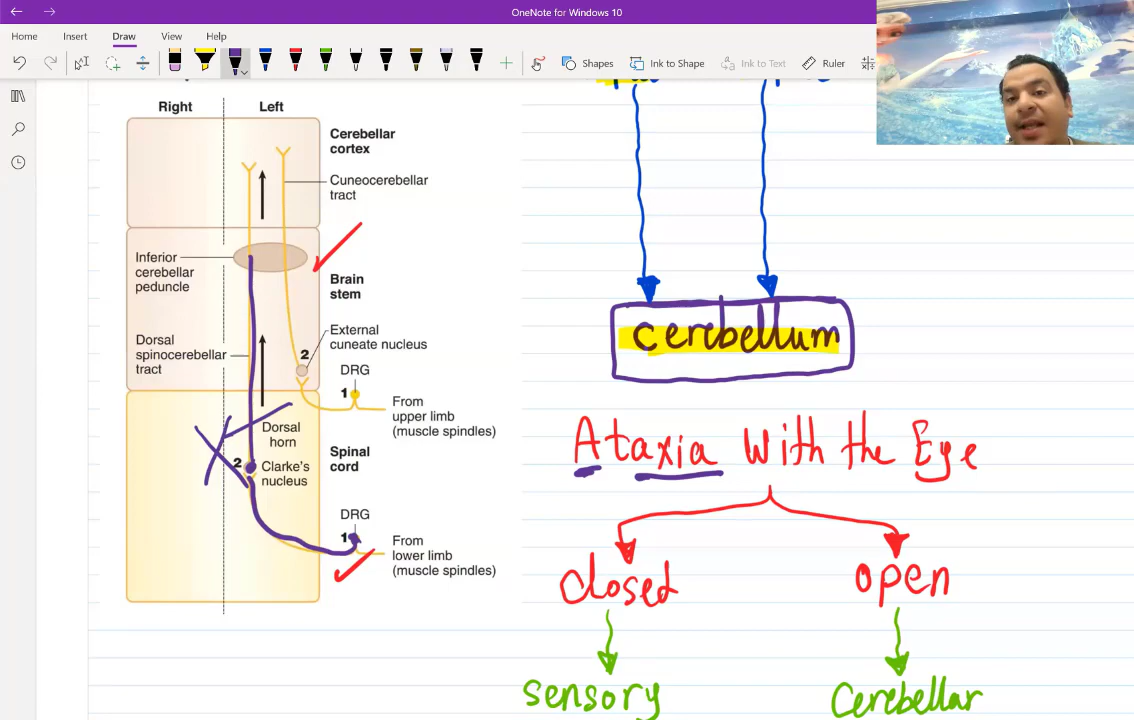 OneNote for Windows 10
Home Insert Draw View Help
Shapes Ink to Shape Ink to Text Ruler
Right Left
Cerebellar
cortex
Cuneocerebellar
tract
Inferior
cerebellar
peduncle
Brain
stem
External
cuneate nucleus
2
Dorsal
spinocerebellar
tract
DRG
1
From
upper limb
(muscle spindles)
Dorsal
horn
Spinal
cord
2
Clarke's
nucleus
DRG
1
From
lower limb
(muscle spindles)
cerebellum
Ataxia with the Eye
closed open
sensory Cerebellar